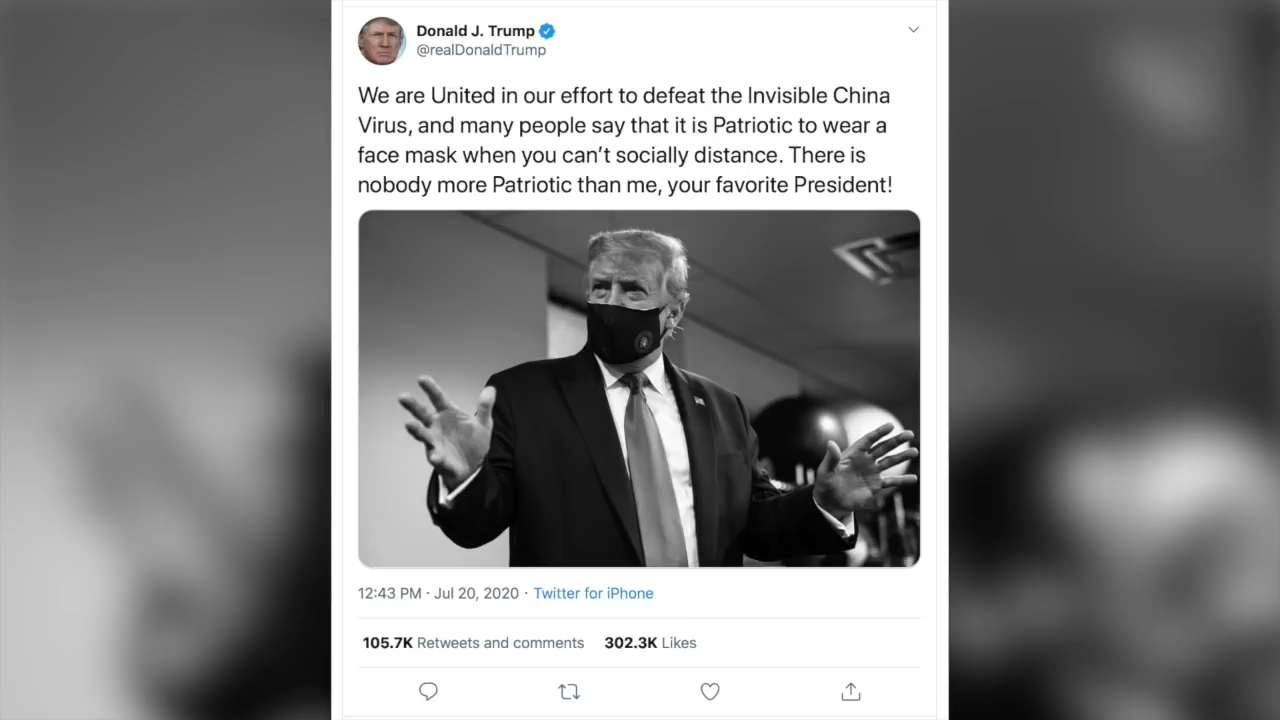 Donald J. Trump
@realDonaldTrump
We are United in our effort to defeat the Invisible China
Virus, and many people say that it is Patriotic to wear a
face mask when you can’t socially distance. There is
nobody more Patriotic than me, your favorite President!
12:43 PM · Jul 20, 2020 · Twitter for iPhone
105.7K Retweets and comments 302.3K Likes